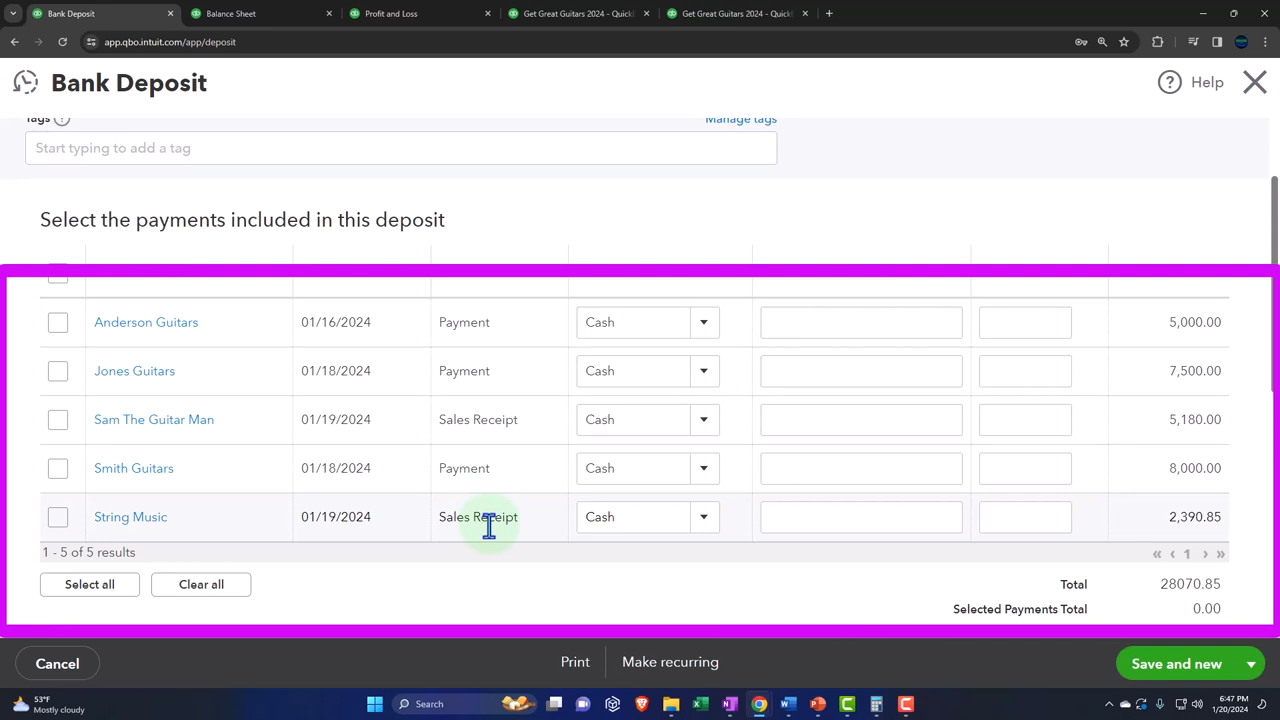 Bank Deposit
Balance Sheet
Profit and Loss
Get Great Guitars 2024 - QuickB
Get Great Guitars 2024 - QuickB
app.qbo.intuit.com/app/deposit
Bank Deposit
Help
Tags
Manage tags
Start typing to add a tag
Select the payments included in this deposit
Anderson Guitars 01/16/2024 Payment Cash 5,000.00
Jones Guitars 01/18/2024 Payment Cash 7,500.00
Sam The Guitar Man 01/19/2024 Sales Receipt Cash 5,180.00
Smith Guitars 01/18/2024 Payment Cash 8,000.00
String Music 01/19/2024 Sales Receipt Cash 2,390.85
1 - 5 of 5 results « ‹ 1 › »
Select all Clear all Total 28070.85
Selected Payments Total 0.00
Cancel Print Make recurring Save and new
53°F
Mostly cloudy
Search
6:47 PM
1/20/2024